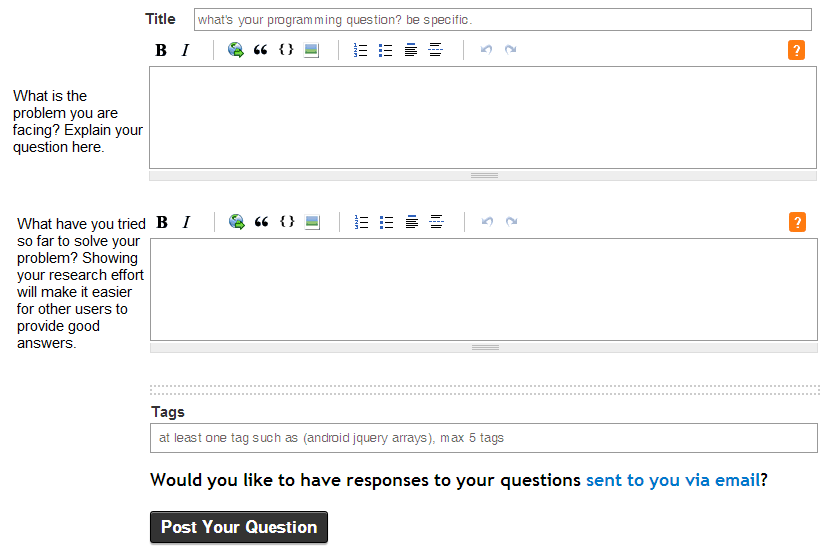 Title what's your programming question? be specific.
B I ?
What is the
problem you are
facing? Explain your
question here.
B I ?
What have you tried
so far to solve your
problem? Showing
your research effort
will make it easier
for other users to
provide good
answers.
Tags
at least one tag such as (android jquery arrays), max 5 tags
Would you like to have responses to your questions sent to you via email?
Post Your Question